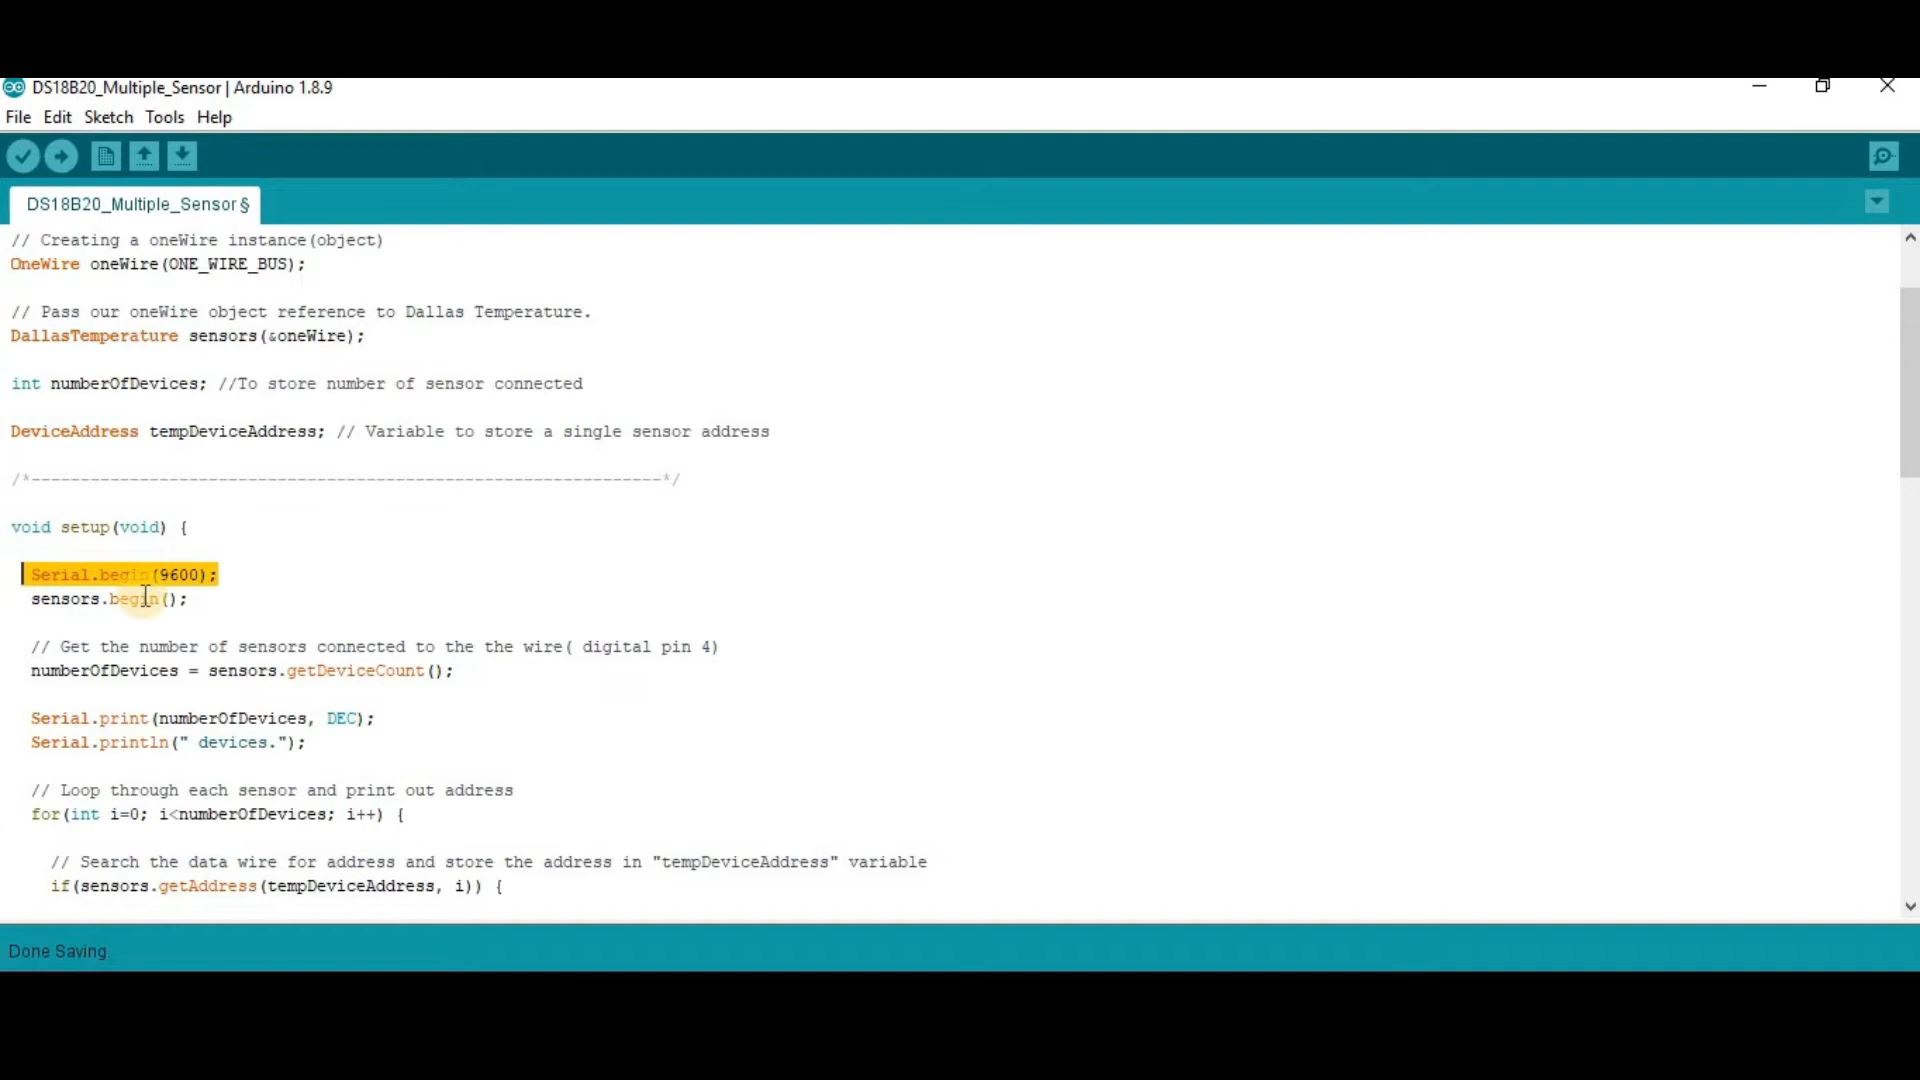 DS18B20_Multiple_Sensor | Arduino 1.8.9
File Edit Sketch Tools Help
DS18B20_Multiple_Sensor §
// Creating a oneWire instance(object)
OneWire oneWire(ONE_WIRE_BUS);
// Pass our oneWire object reference to Dallas Temperature.
DallasTemperature sensors(&oneWire);
int numberOfDevices; //To store number of sensor connected
DeviceAddress tempDeviceAddress; // Variable to store a single sensor address
/*----------------------------------------------------------------*/
void setup(void) {
Serial.begin(9600);
sensors.begin();
// Get the number of sensors connected to the the wire( digital pin 4)
numberOfDevices = sensors.getDeviceCount();
Serial.print(numberOfDevices, DEC);
Serial.println(" devices.");
// Loop through each sensor and print out address
for(int i=0; i<numberOfDevices; i++) {
// Search the data wire for address and store the address in "tempDeviceAddress" variable
if(sensors.getAddress(tempDeviceAddress, i)) {
Done Saving.